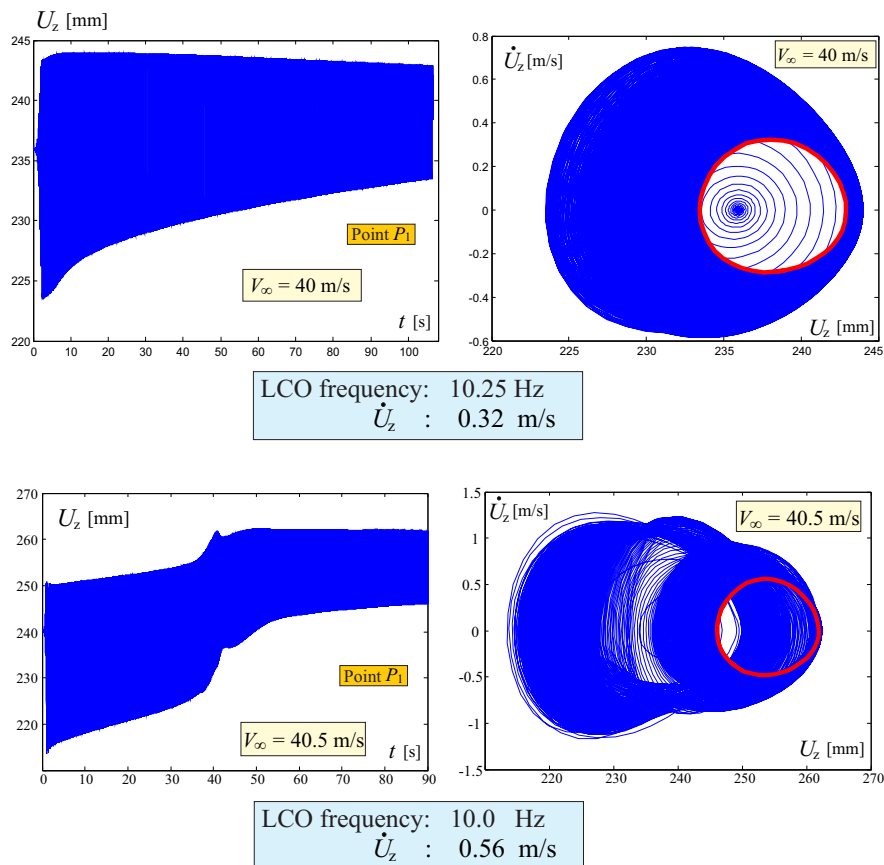 U_z [mm]
245
240
235
230
225
220
0 10 20 30 40 50 60 70 80 90 100
Point P_1
V_∞ = 40 m/s
t [s]
U̇_z [m/s]
0.8
0.6
0.4
0.2
0
-0.2
-0.4
-0.6
220 225 230 235 240 245
V_∞ = 40 m/s
U_z [mm]
LCO frequency: 10.25 Hz
U̇_z : 0.32 m/s
U_z [mm]
270
260
250
240
230
220
0 10 20 30 40 50 60 70 80 90
Point P_1
V_∞ = 40.5 m/s
t [s]
U̇_z [m/s]
1.5
1
0.5
0
-0.5
-1
-1.5
220 230 240 250 260 270
V_∞ = 40.5 m/s
U_z [mm]
LCO frequency: 10.0 Hz
U̇_z : 0.56 m/s